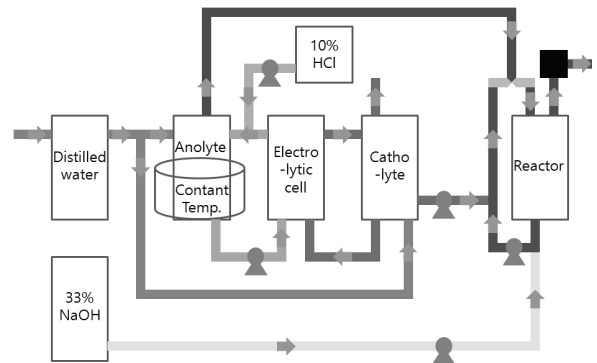 10%
HCl
Distilled
water
Anolyte
Contant
Temp.
Electro
-lytic
cell
Catho
-lyte
Reactor
33%
NaOH